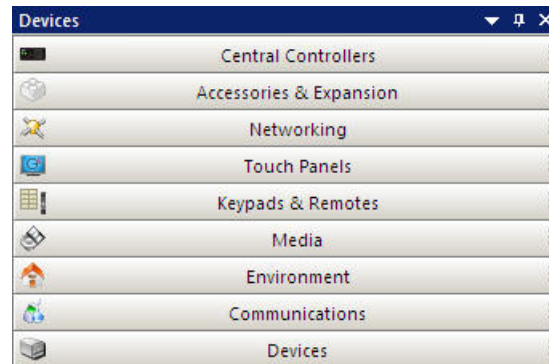 Devices
Central Controllers
Accessories & Expansion
Networking
Touch Panels
Keypads & Remotes
Media
Environment
Communications
Devices